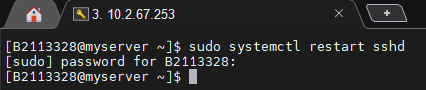 3. 10.2.67.253
[B2113328@myserver ~]$ sudo systemctl restart sshd
[sudo] password for B2113328:
[B2113328@myserver ~]$